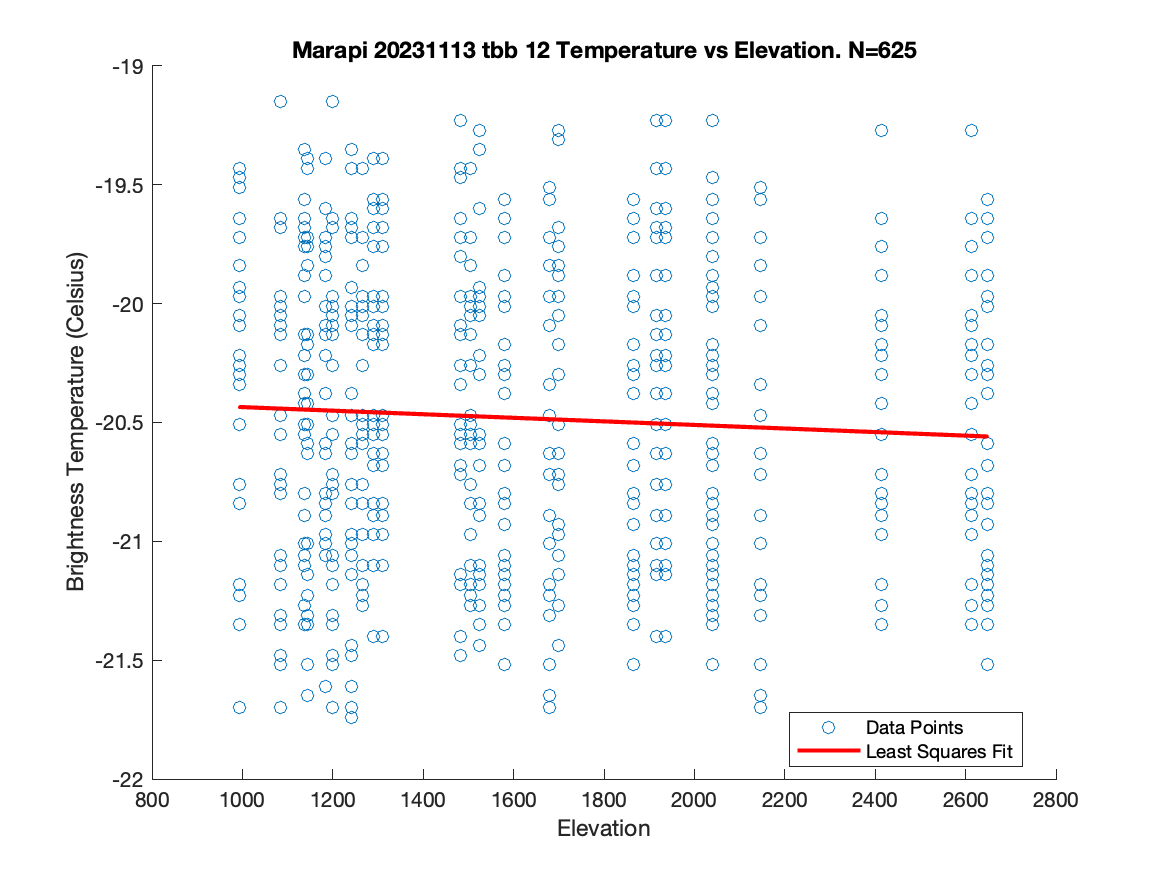 Marapi 20231113 tbb 12 Temperature vs Elevation. N=625
Brightness Temperature (Celsius)
-19
-19.5
-20
-20.5
-21
-21.5
-22
800 1000 1200 1400 1600 1800 2000 2200 2400 2600 2800
Elevation
Data Points
Least Squares Fit